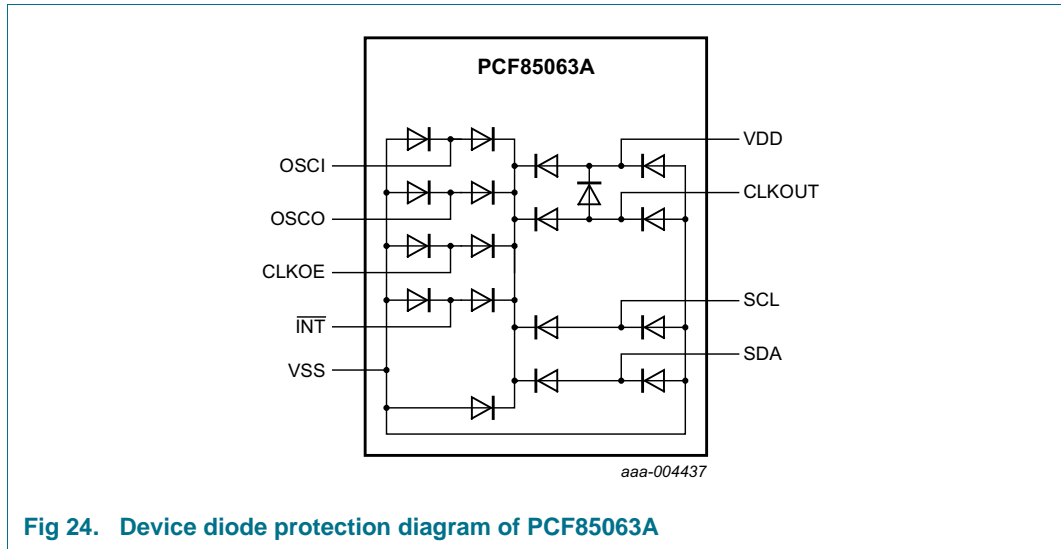 PCF85063A
OSCI
OSCO
CLKOE
INT
VSS
VDD
CLKOUT
SCL
SDA
aaa-004437
Fig 24. Device diode protection diagram of PCF85063A